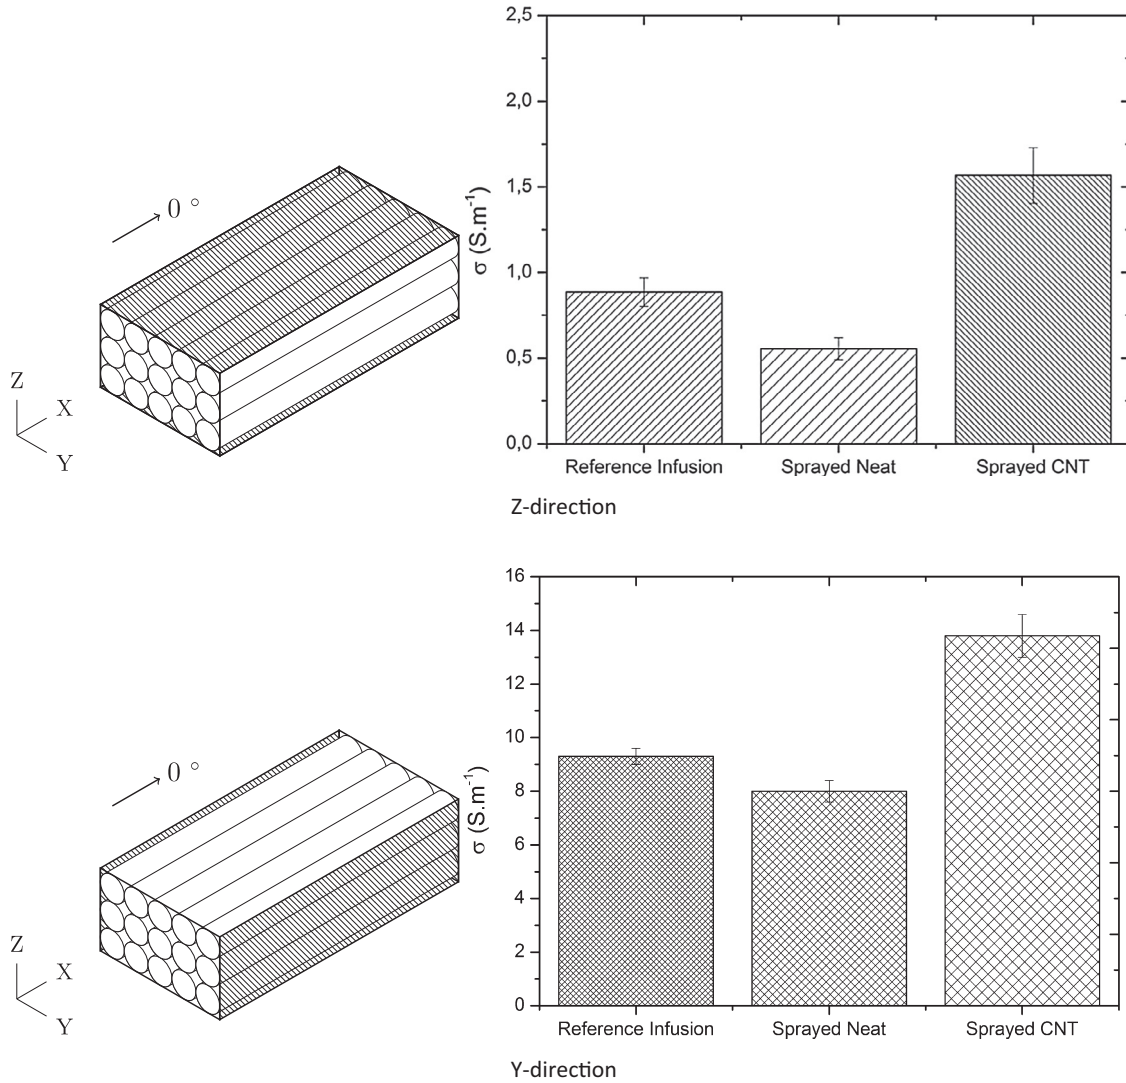 0 °
Z
X
Y
σ (S.m⁻¹)
2,5
2,0
1,5
1,0
0,5
0,0
Reference Infusion Sprayed Neat Sprayed CNT
Z-direction
0 °
Z
X
Y
σ (S.m⁻¹)
16
14
12
10
8
6
4
2
0
Reference Infusion Sprayed Neat Sprayed CNT
Y-direction